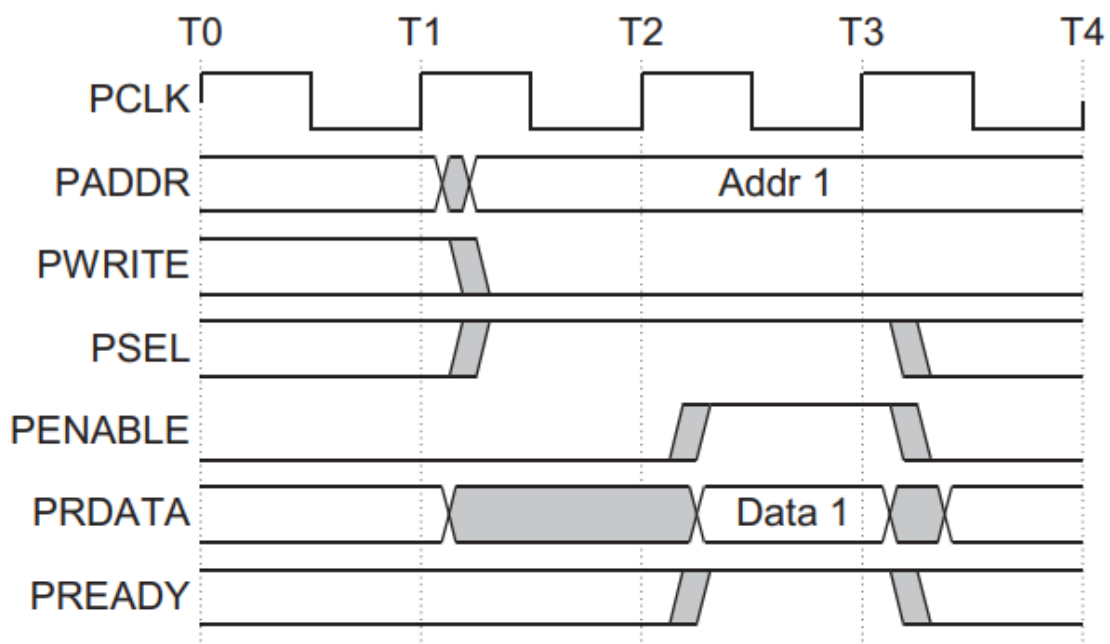 T0 T1 T2 T3 T4
PCLK
PADDR Addr 1
PWRITE
PSEL
PENABLE
PRDATA Data 1
PREADY